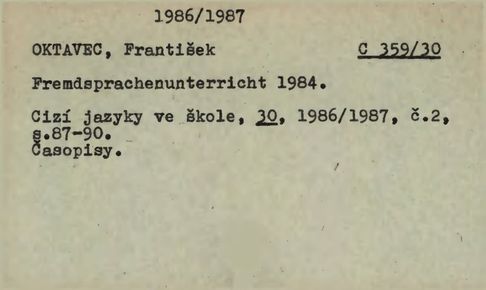 1986/1987
OKTAVEC, František C 359/30
Fremdsprachenunterricht 1984.
Cizí jazyky ve škole, 30, 1986/1987, č.2,
s.87-90.
Časopisy.